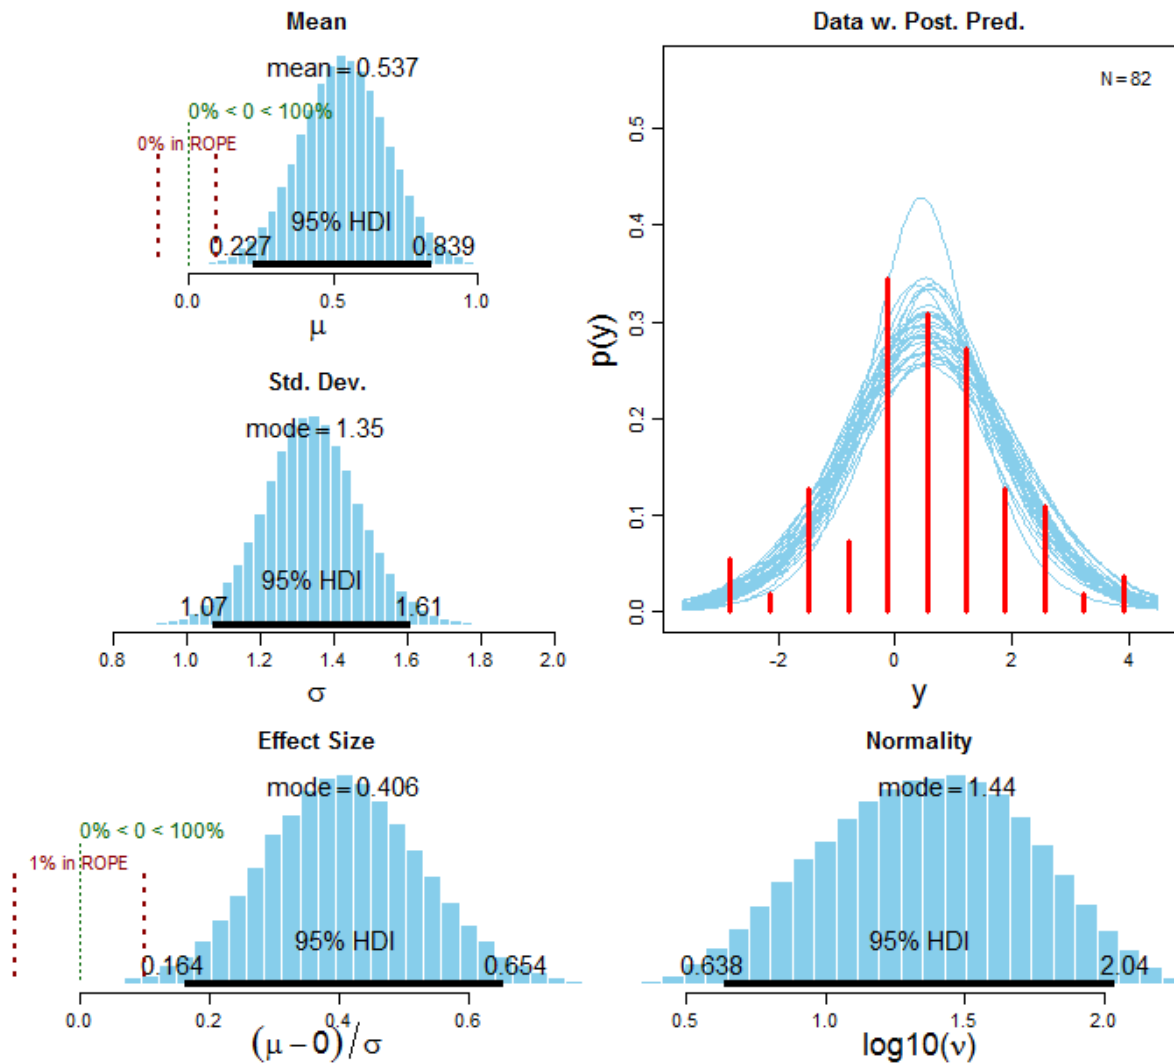 Mean
mean = 0.537
0% < 0 < 100%
0% in ROPE
95% HDI
0.227 0.839
0.0 0.5 1.0
μ
Data w. Post. Pred.
N = 82
0.5
0.4
0.3
0.2
0.1
0.0
p(y)
-2 0 2 4
y
Std. Dev.
mode = 1.35
95% HDI
1.07 1.61
0.8 1.0 1.2 1.4 1.6 1.8 2.0
σ
Effect Size
mode = 0.406
0% < 0 < 100%
1% in ROPE
95% HDI
0.164 0.654
0.0 0.2 0.4 0.6
(μ − 0)/σ
Normality
mode = 1.44
95% HDI
0.638 2.04
0.5 1.0 1.5 2.0
log10(ν)